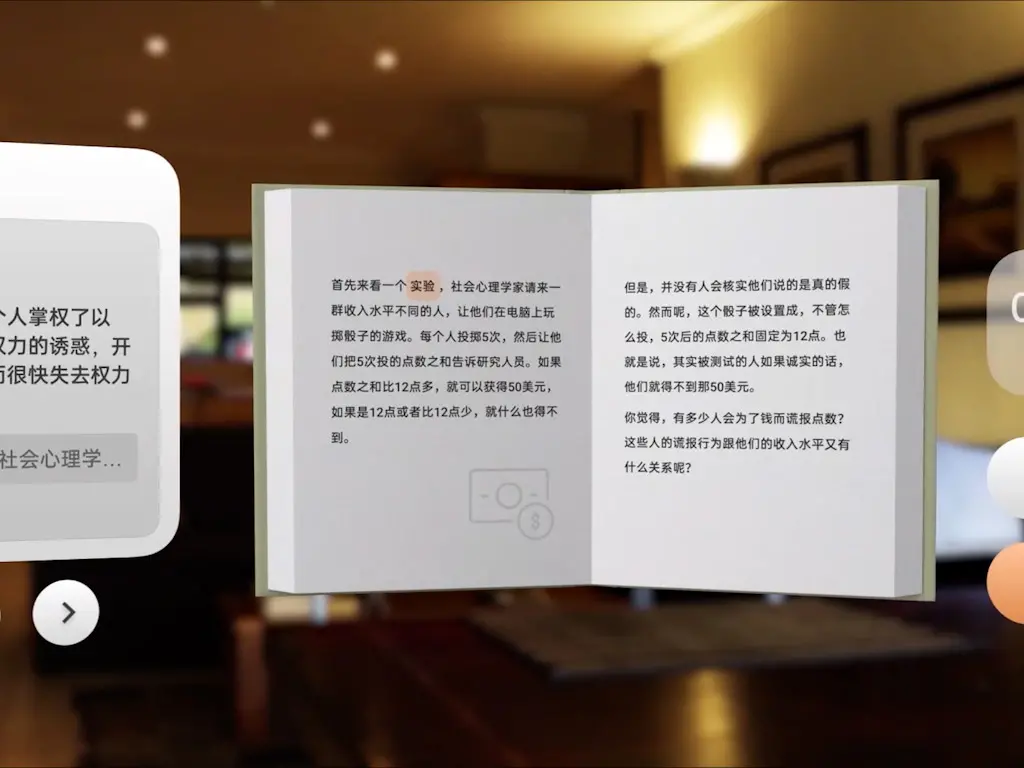 个人掌权了以
权力的诱惑，开
而很快失去权力
社会心理学…
首先来看一个实验，社会心理学家请来一
群收入水平不同的人，让他们在电脑上玩
掷骰子的游戏。每个人投掷5次，然后让他
们把5次投的点数之和告诉研究人员。如果
点数之和比12点多，就可以获得50美元，
如果是12点或者比12点少，就什么也得不
到。
但是，并没有人会核实他们说的是真的假
的。然而呢，这个骰子被设置成，不管怎
么投，5次后的点数之和固定为12点。也
就是说，其实被测试的人如果诚实的话，
他们就得不到那50美元。
你觉得，有多少人会为了钱而谎报点数？
这些人的谎报行为跟他们的收入水平又有
什么关系呢？